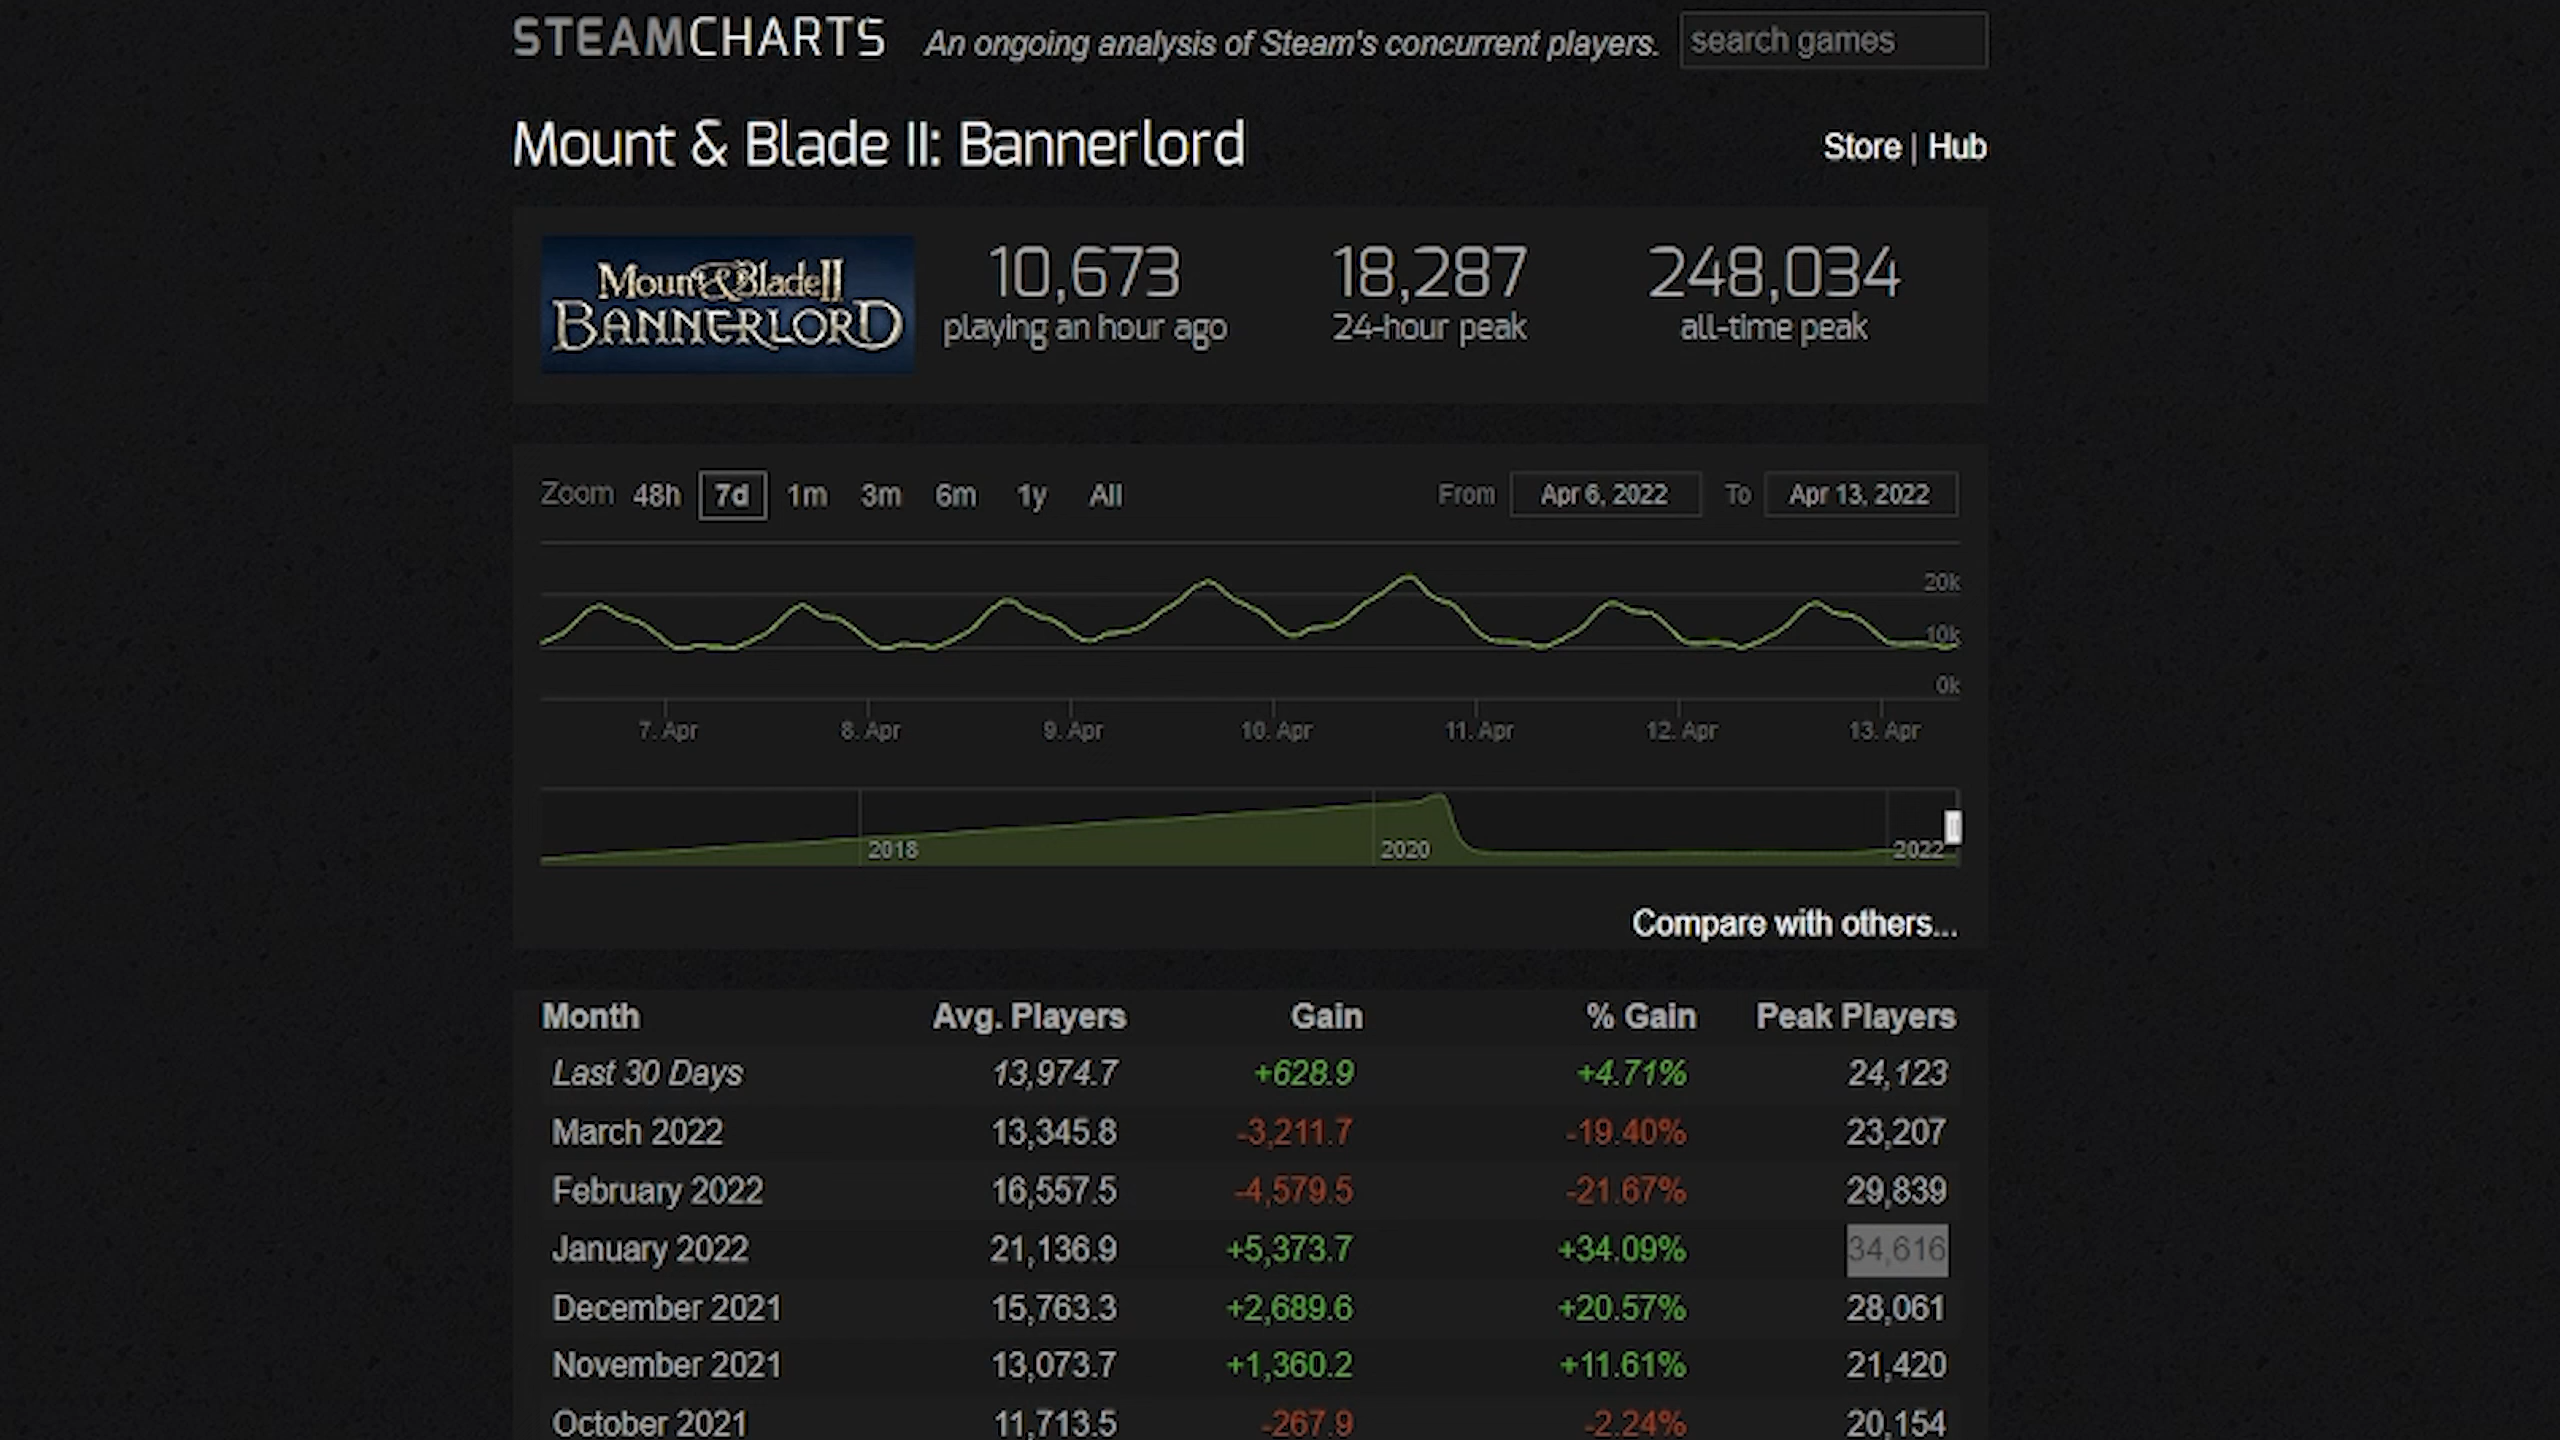 STEAMCHARTS An ongoing analysis of Steam's concurrent players. search games
Mount & Blade II: Bannerlord Store | Hub
Mount&Blade II
BANNERLORD
10,673 18,287 248,034
playing an hour ago 24-hour peak all-time peak
Zoom 48h 7d 1m 3m 6m 1y All From Apr 6, 2022 To Apr 13, 2022
20k
10k
0k
7. Apr 8. Apr 9. Apr 10. Apr 11. Apr 12. Apr 13. Apr
2018 2020 2022
Compare with others...
Month Avg. Players Gain % Gain Peak Players
Last 30 Days 13,974.7 +628.9 +4.71% 24,123
March 2022 13,345.8 -3,211.7 -19.40% 23,207
February 2022 16,557.5 -4,579.5 -21.67% 29,839
January 2022 21,136.9 +5,373.7 +34.09% 34,616
December 2021 15,763.3 +2,689.6 +20.57% 28,061
November 2021 13,073.7 +1,360.2 +11.61% 21,420
October 2021 11,713.5 -267.9 -2.24% 20,154